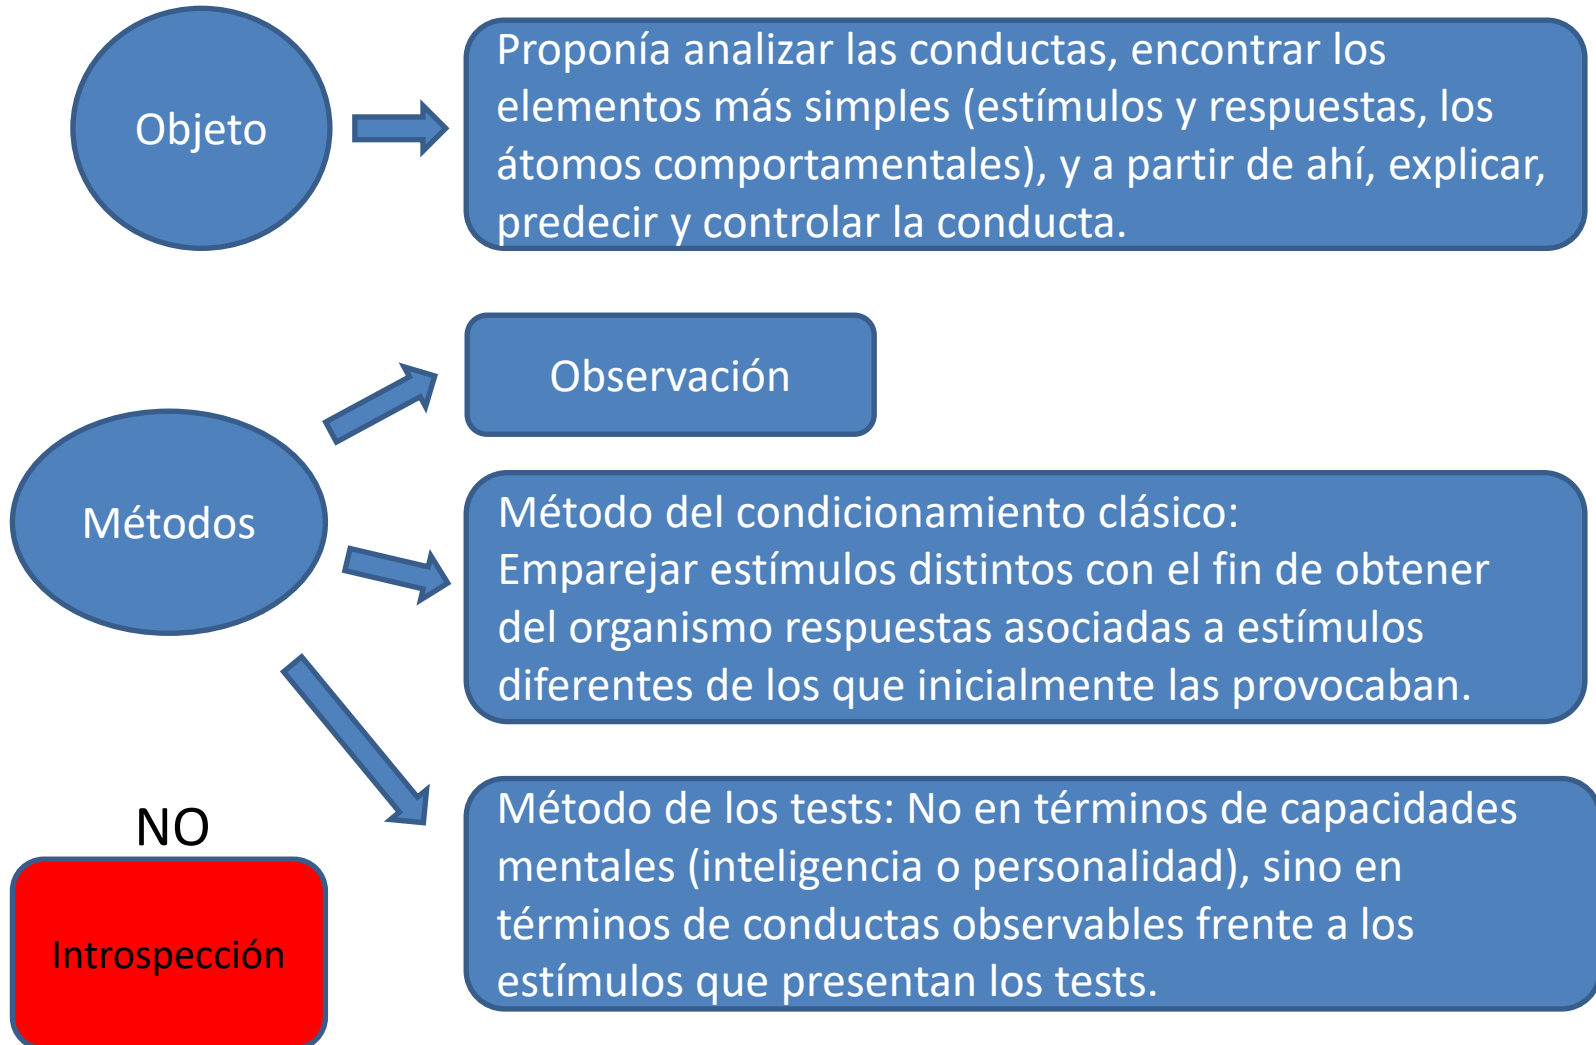 Objeto
Proponía analizar las conductas, encontrar los
elementos más simples (estímulos y respuestas, los
átomos comportamentales), y a partir de ahí, explicar,
predecir y controlar la conducta.
Métodos
Observación
Método del condicionamiento clásico:
Emparejar estímulos distintos con el fin de obtener
del organismo respuestas asociadas a estímulos
diferentes de los que inicialmente las provocaban.
Método de los tests: No en términos de capacidades
mentales (inteligencia o personalidad), sino en
términos de conductas observables frente a los
estímulos que presentan los tests.
NO
Introspección